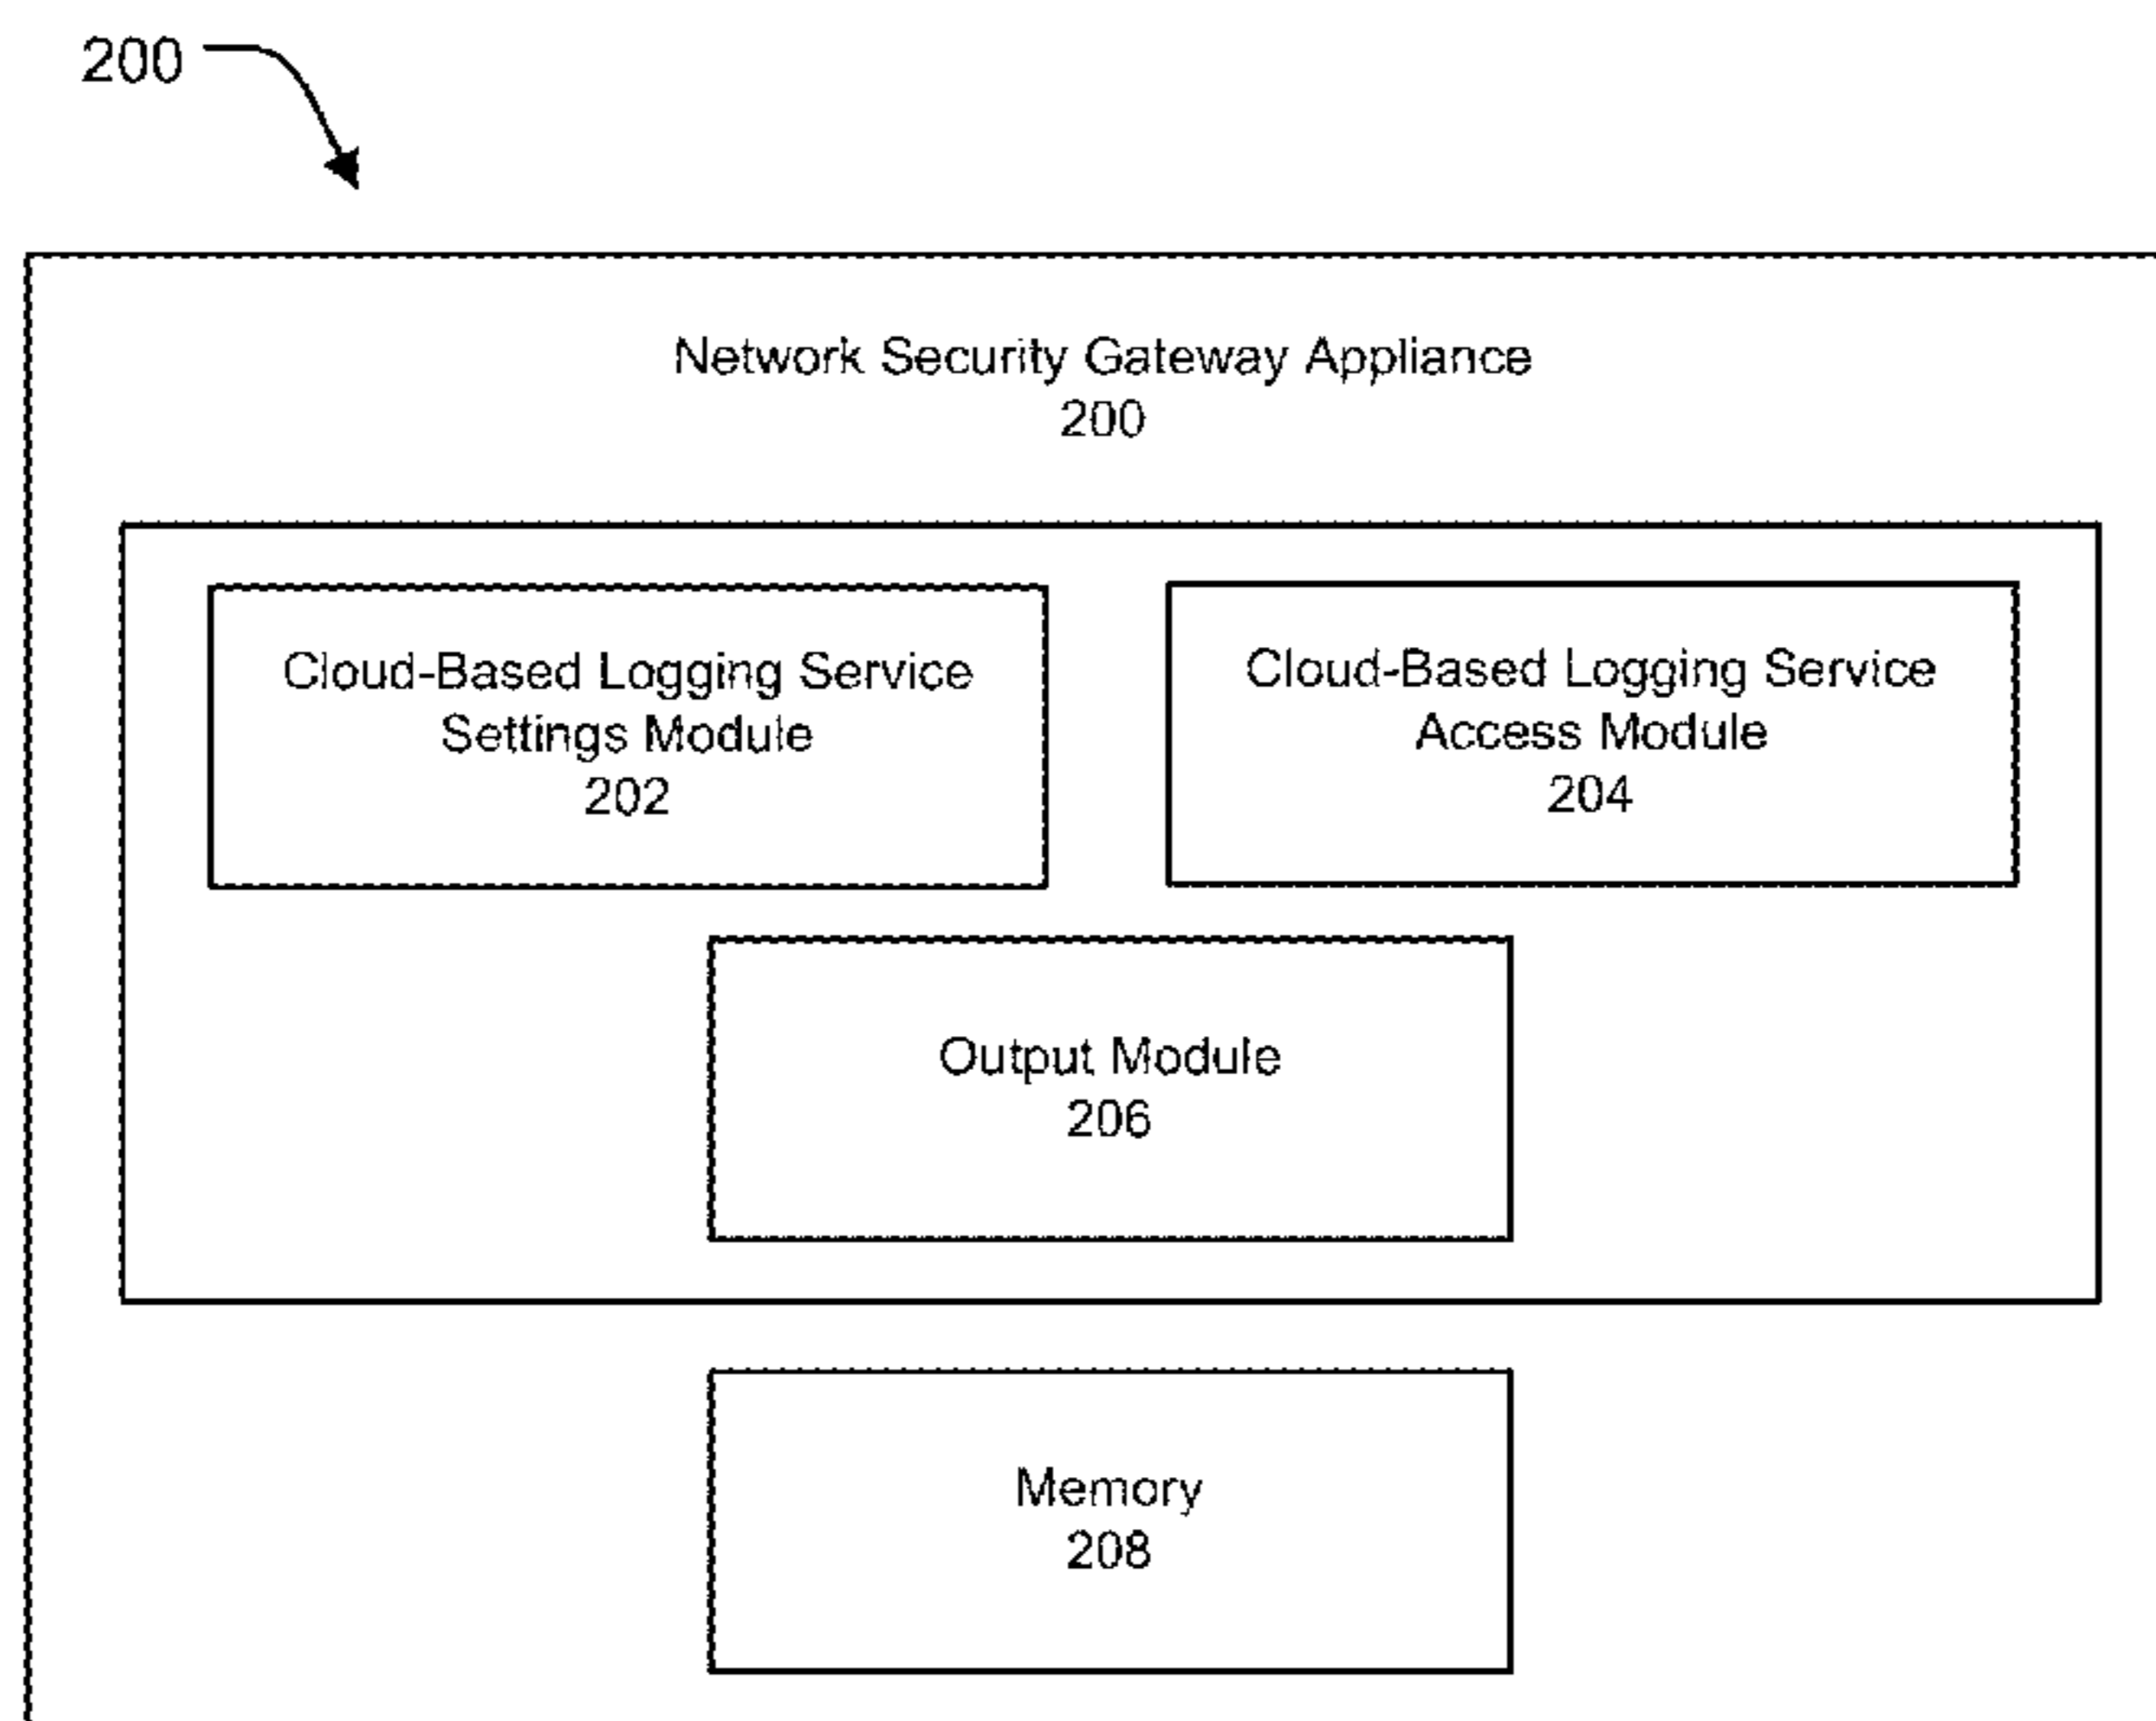 200
Network Security Gateway Appliance
200
Cloud-Based Logging Service
Settings Module
202
Cloud-Based Logging Service
Access Module
204
Output Module
206
Memory
208